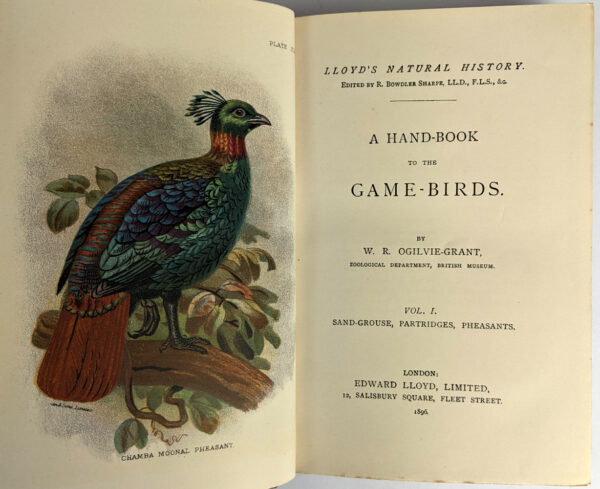 PLATE
CHAMBA MOONAL PHEASANT.
LLOYD'S NATURAL HISTORY.
EDITED BY R. BOWDLER SHARPE, LL.D., F.L.S., &c.
A HAND-BOOK
TO THE
GAME-BIRDS.
BY
W. R. OGILVIE-GRANT,
ZOOLOGICAL DEPARTMENT, BRITISH MUSEUM.
VOL. I.
SAND-GROUSE, PARTRIDGES, PHEASANTS.
LONDON:
EDWARD LLOYD, LIMITED,
12, SALISBURY SQUARE, FLEET STREET.
1896.